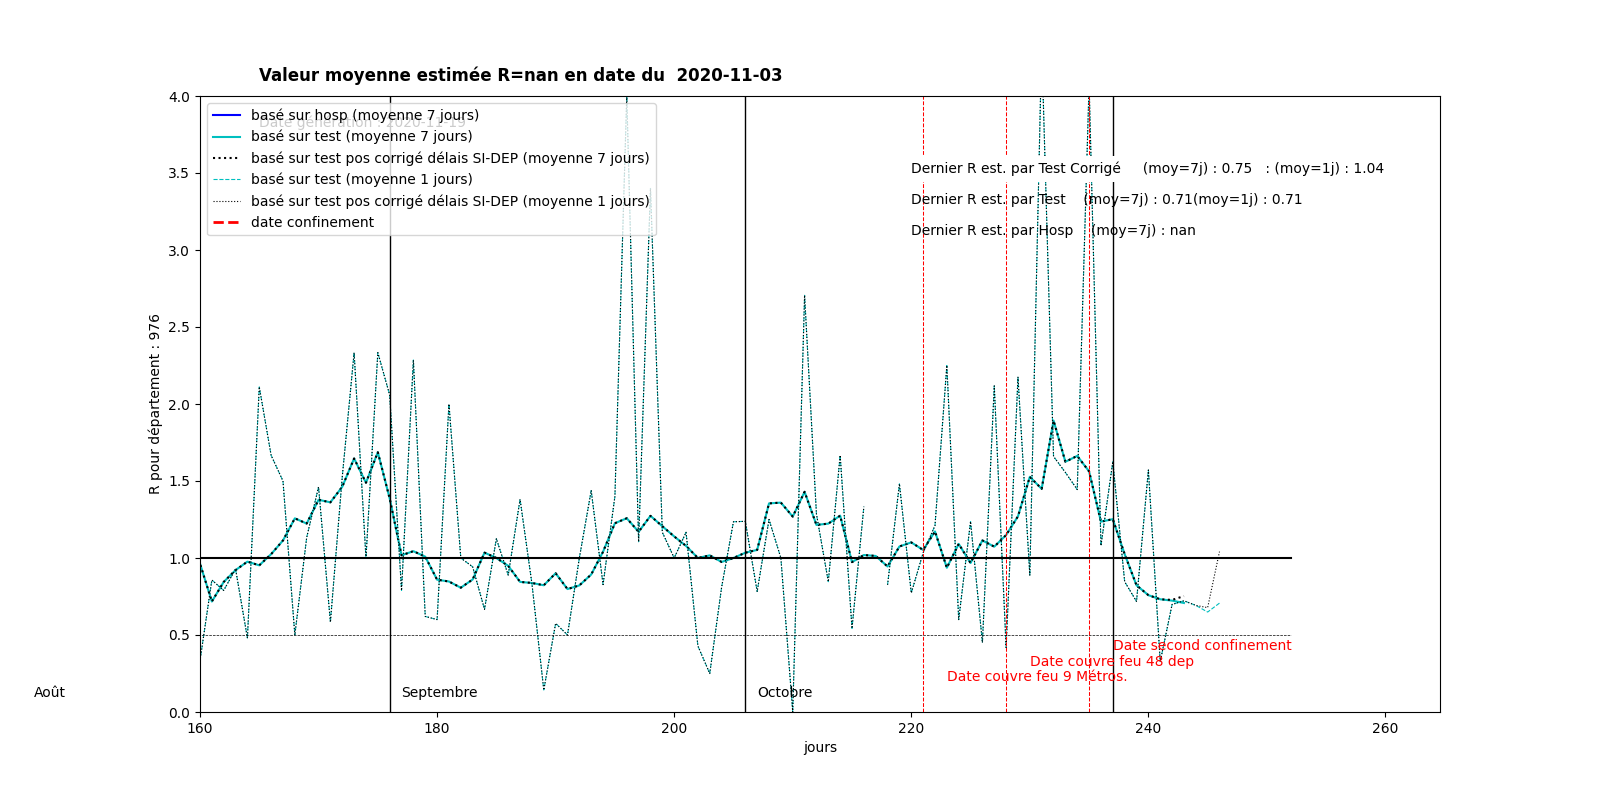 Valeur moyenne estimée R=nan en date du  2020-11-03
Date génération : 2020-11-19
basé sur hosp (moyenne 7 jours)
basé sur test (moyenne 7 jours)
basé sur test pos corrigé délais SI-DEP (moyenne 7 jours)
basé sur test (moyenne 1 jours)
basé sur test pos corrigé délais SI-DEP (moyenne 1 jours)
date confinement
Dernier R est. par Test Corrigé     (moy=7j) : 0.75   : (moy=1j) : 1.04
Dernier R est. par Test    (moy=7j) : 0.71(moy=1j) : 0.71
Dernier R est. par Hosp    (moy=7j) : nan
R pour département : 976
4.0
3.5
3.0
2.5
2.0
1.5
1.0
0.5
0.0
Date second confinement
Date couvre feu 48 dep
Date couvre feu 9 Métros.
Août
Septembre
Octobre
160
180
200
220
240
260
jours